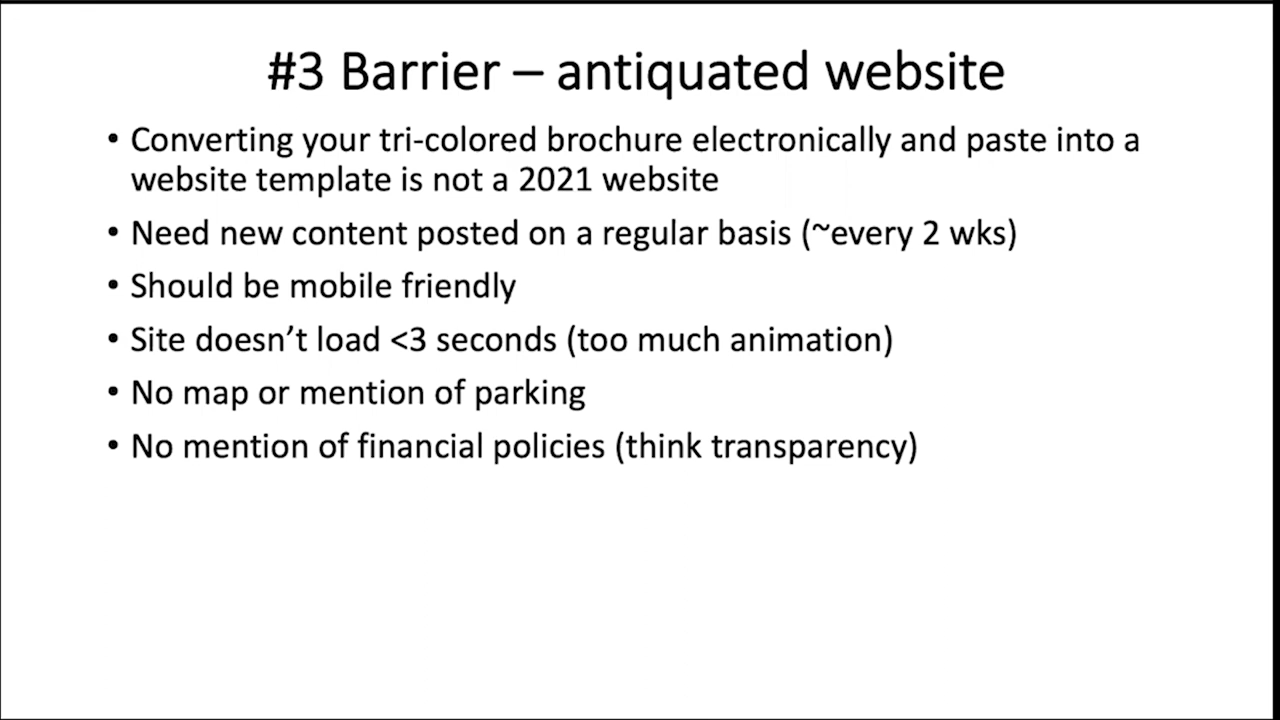 #3 Barrier – antiquated website
• Converting your tri-colored brochure electronically and paste into a
website template is not a 2021 website
• Need new content posted on a regular basis (~every 2 wks)
• Should be mobile friendly
• Site doesn’t load <3 seconds (too much animation)
• No map or mention of parking
• No mention of financial policies (think transparency)